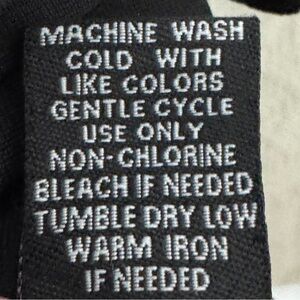 MACHINE WASH
COLD WITH
LIKE COLORS
GENTLE CYCLE
USE ONLY
NON-CHLORINE
BLEACH IF NEEDED
TUMBLE DRY LOW
WARM IRON
IF NEEDED